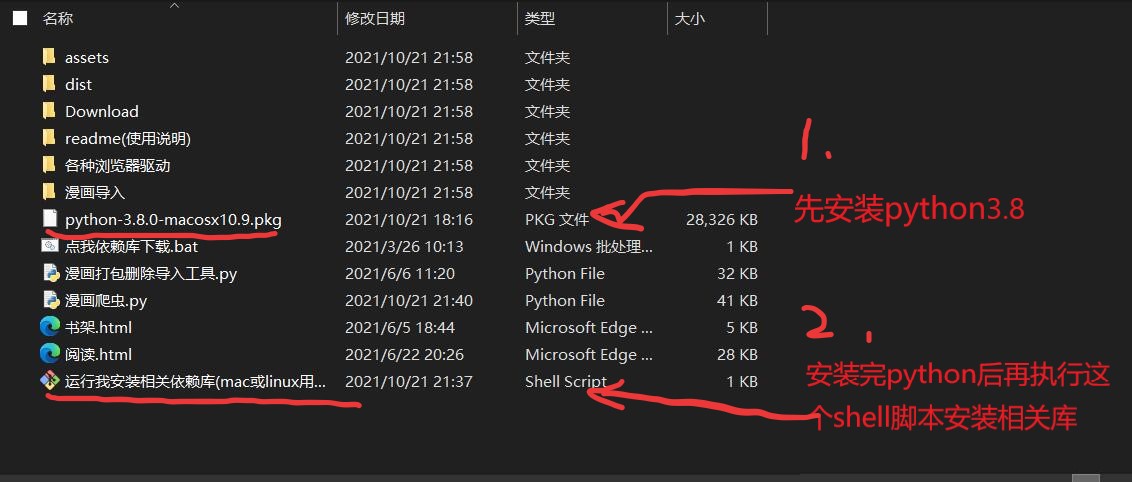 名称 修改日期 类型 大小
assets 2021/10/21 21:58 文件夹
dist 2021/10/21 21:58 文件夹
Download 2021/10/21 21:58 文件夹
readme(使用说明) 2021/10/21 21:58 文件夹
各种浏览器驱动 2021/10/21 21:58 文件夹
漫画导入 2021/10/21 21:58 文件夹
python-3.8.0-macosx10.9.pkg 2021/10/21 18:16 PKG 文件 28,326 KB
点我依赖库下载.bat 2021/3/26 10:13 Windows 批处理... 1 KB
漫画打包删除导入工具.py 2021/6/6 11:20 Python File 32 KB
漫画爬虫.py 2021/10/21 21:40 Python File 41 KB
书架.html 2021/6/5 18:44 Microsoft Edge ... 5 KB
阅读.html 2021/6/22 20:26 Microsoft Edge ... 28 KB
运行我安装相关依赖库(mac或linux用... 2021/10/21 21:37 Shell Script 1 KB
1.
先安装python3.8
2.
安装完python后再执行这
个shell脚本安装相关库